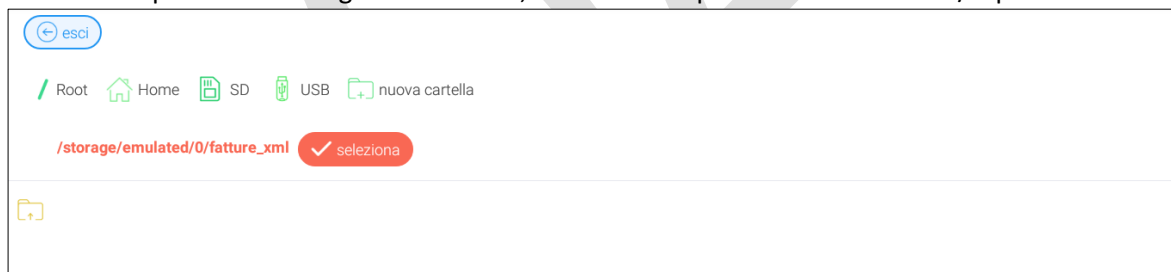 esci
Root Home SD USB nuova cartella
/storage/emulated/0/fatture_xml seleziona